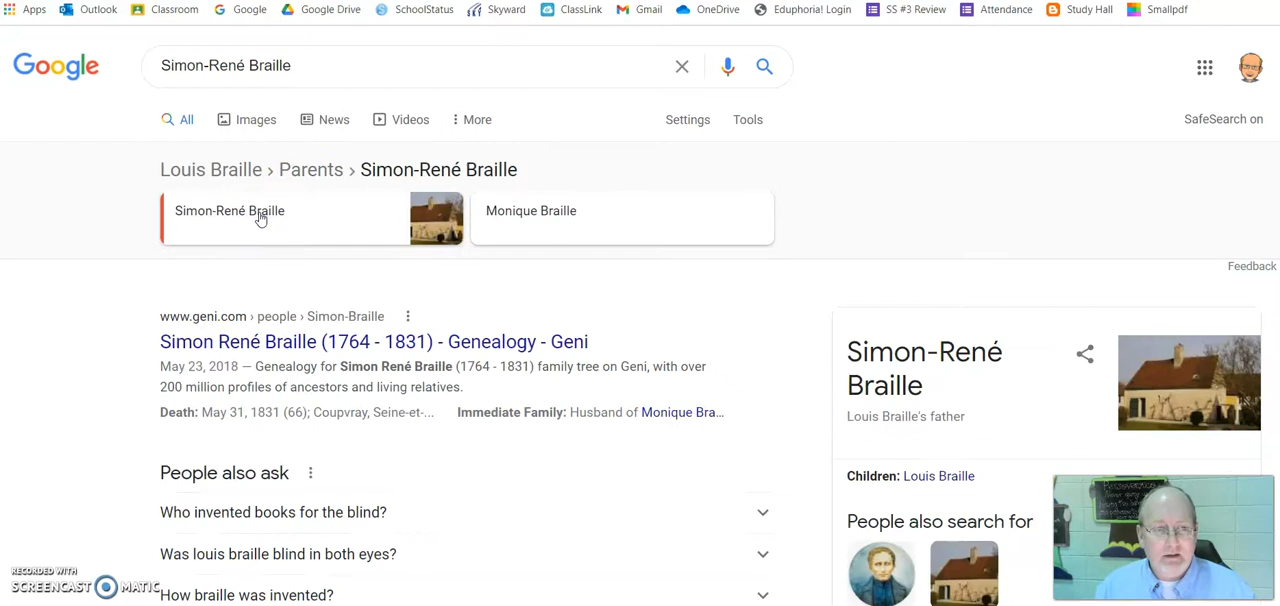 Apps Outlook Classroom Google Google Drive SchoolStatus Skyward ClassLink Gmail OneDrive Eduphoria! Login SS #3 Review Attendance Study Hall Smallpdf
Google Simon-René Braille
All Images News Videos More Settings Tools SafeSearch on
Louis Braille › Parents › Simon-René Braille
Simon-René Braille Monique Braille
Feedback
www.geni.com › people › Simon-Braille
Simon René Braille (1764 - 1831) - Genealogy - Geni
May 23, 2018 — Genealogy for Simon René Braille (1764 - 1831) family tree on Geni, with over
200 million profiles of ancestors and living relatives.
Death: May 31, 1831 (66); Coupvray, Seine-et-... Immediate Family: Husband of Monique Bra...
People also ask
Who invented books for the blind?
Was louis braille blind in both eyes?
How braille was invented?
Simon-René
Braille
Louis Braille's father
Children: Louis Braille
People also search for
RECORDED WITH
SCREENCAST MATIC